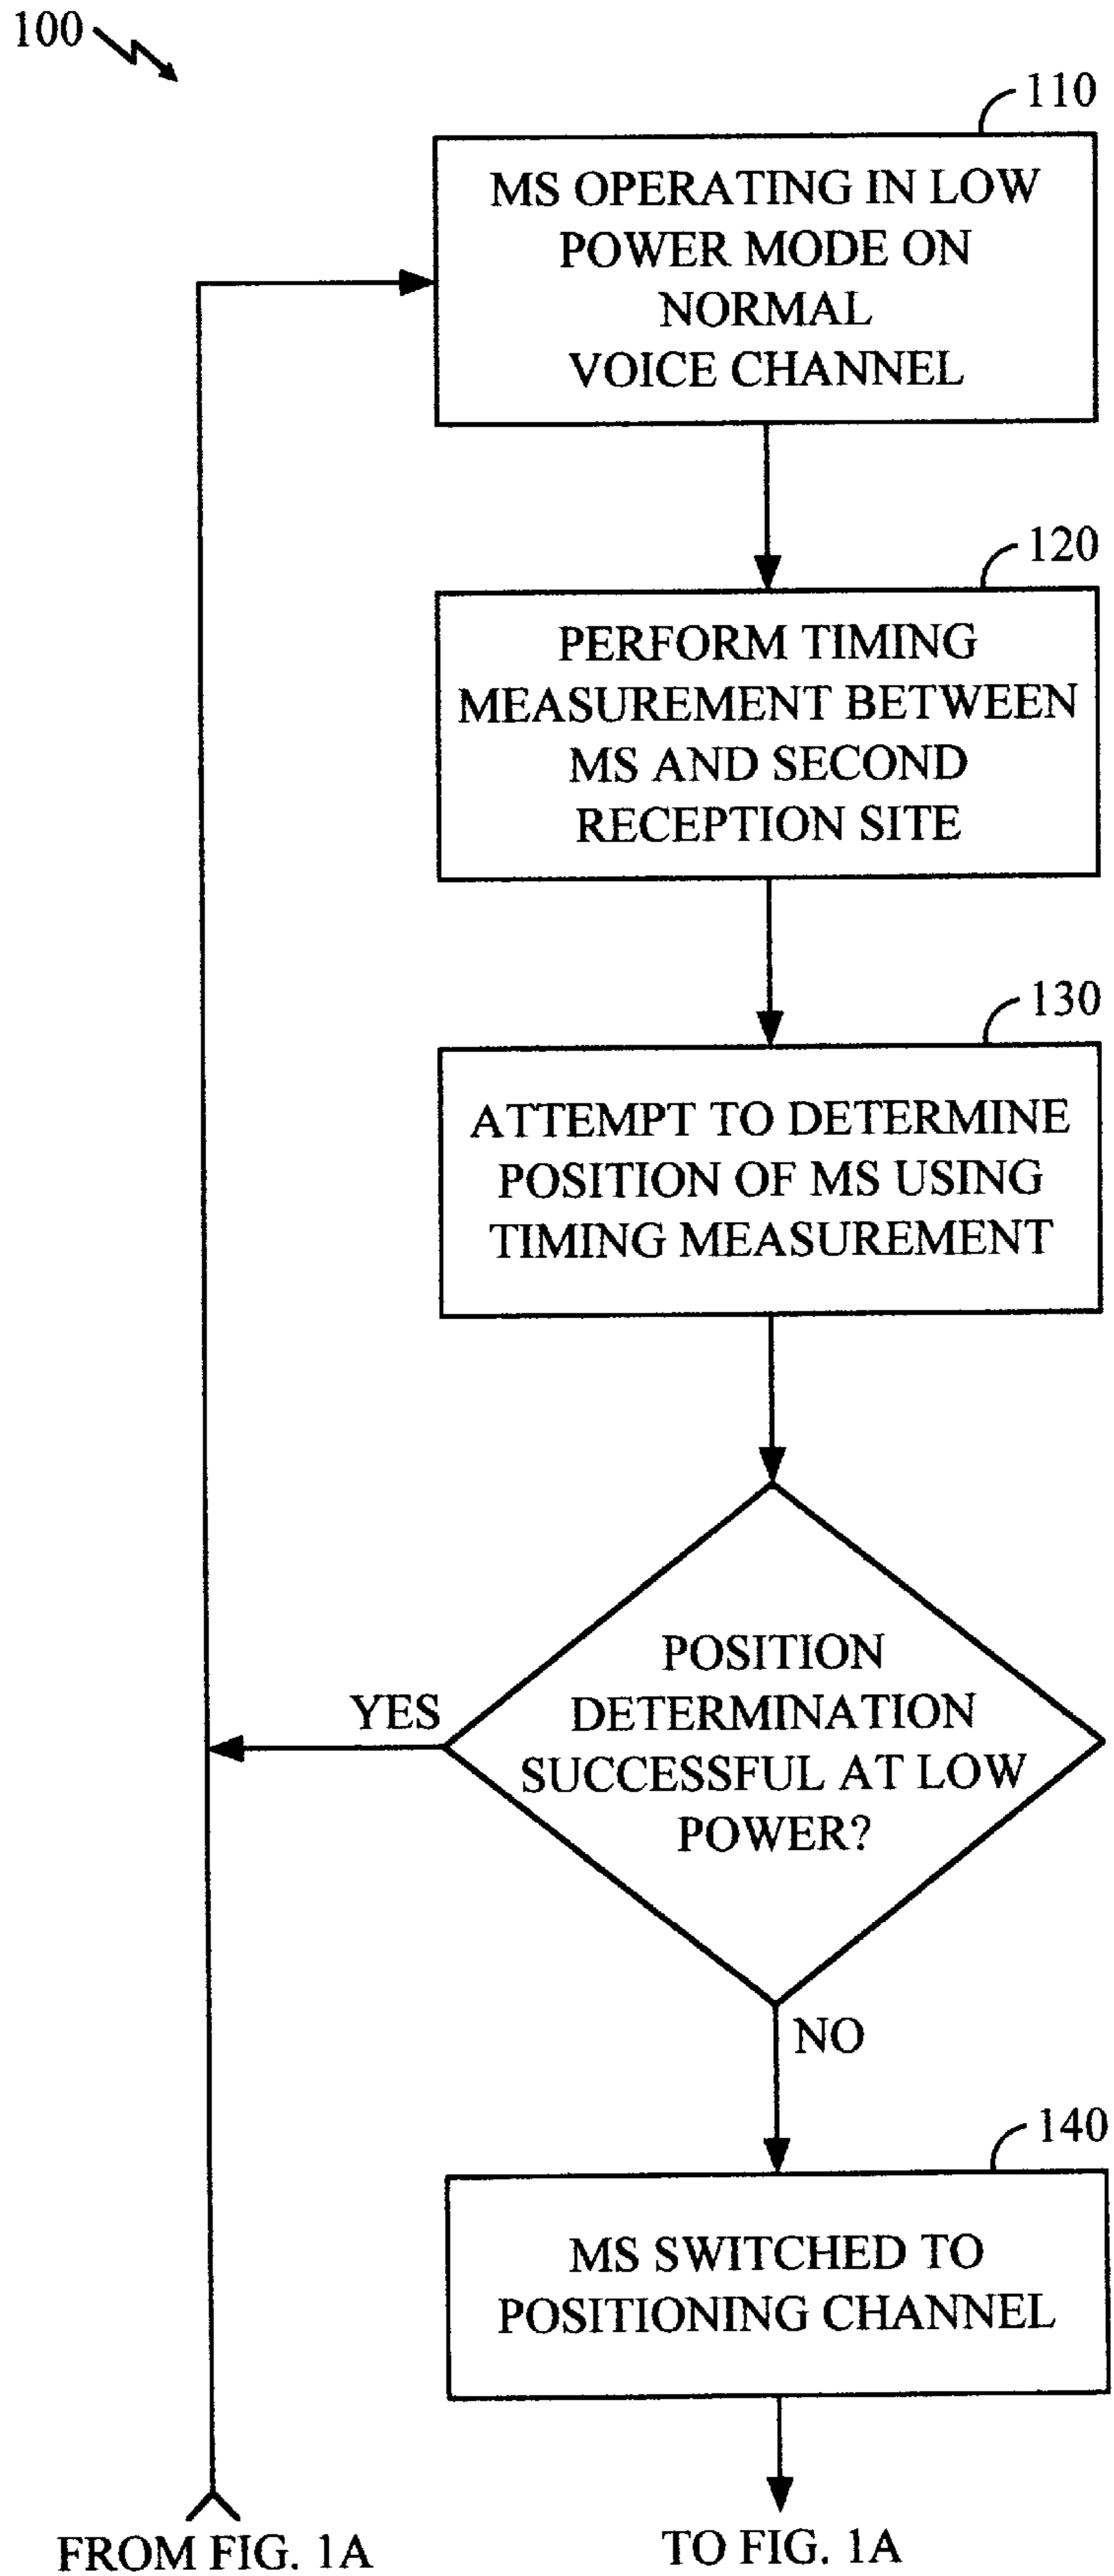 100
110
MS OPERATING IN LOW
POWER MODE ON
NORMAL
VOICE CHANNEL
120
PERFORM TIMING
MEASUREMENT BETWEEN
MS AND SECOND
RECEPTION SITE
130
ATTEMPT TO DETERMINE
POSITION OF MS USING
TIMING MEASUREMENT
POSITION
DETERMINATION
SUCCESSFUL AT LOW
POWER?
YES
NO
140
MS SWITCHED TO
POSITIONING CHANNEL
FROM FIG. 1A
TO FIG. 1A